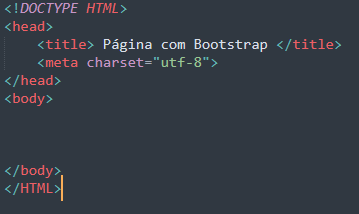 <!DOCTYPE HTML>
<head>
<title> Página com Bootstrap </title>
<meta charset="utf-8">
</head>
<body>
</body>
</HTML>